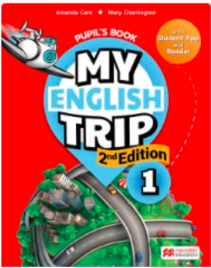 Amanda Cant • Mary Charrington
PUPIL'S BOOK
with
Student App
and
Reader
MY
ENGLISH
TRIP
2nd Edition
1
macmillan
education